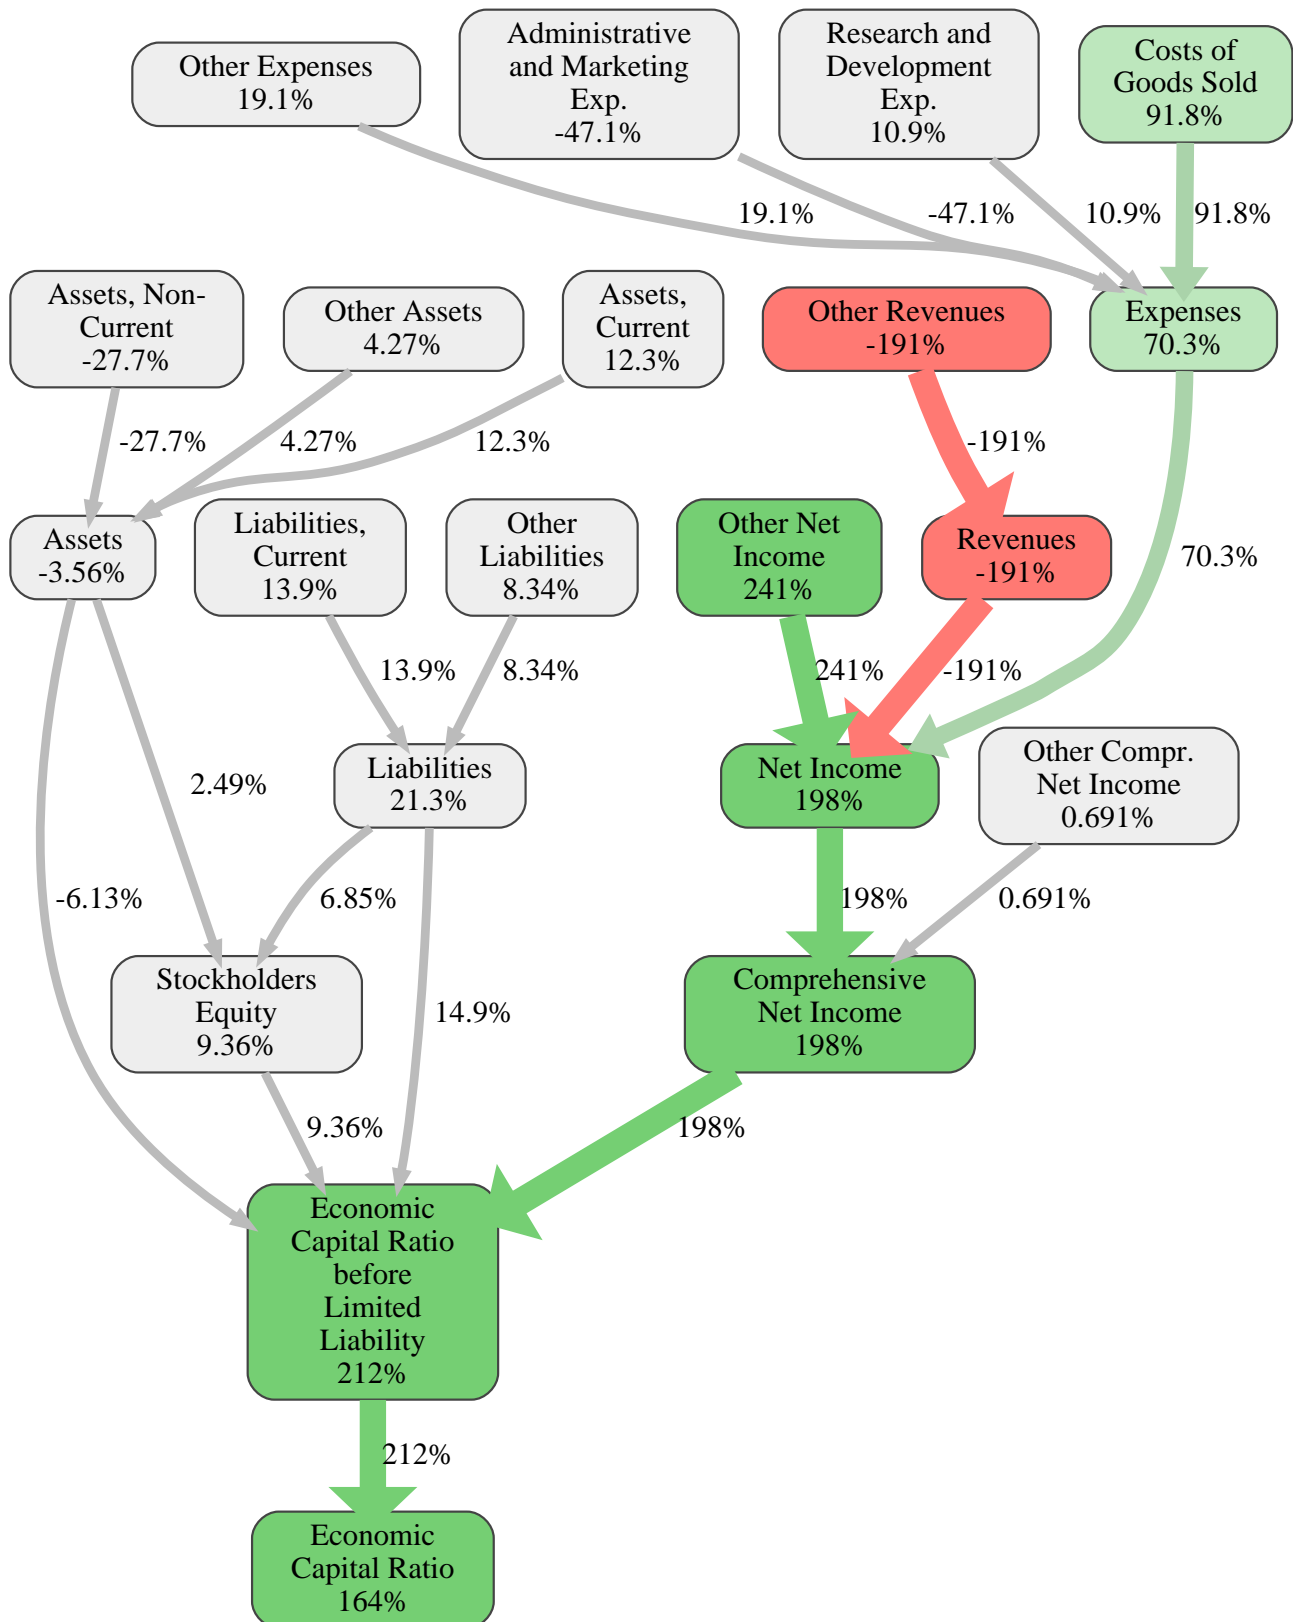 Other Expenses
19.1%
Administrative
and Marketing
Exp.
-47.1%
Research and
Development
Exp.
10.9%
Costs of
Goods Sold
91.8%
19.1%
-47.1%
10.9%
91.8%
Assets, Non-
Current
-27.7%
Other Assets
4.27%
Assets,
Current
12.3%
Other Revenues
-191%
Expenses
70.3%
-27.7%
4.27%
12.3%
-191%
Assets
-3.56%
Liabilities,
Current
13.9%
Other
Liabilities
8.34%
Other Net
Income
241%
Revenues
-191%
70.3%
13.9%
8.34%
241%
-191%
2.49%
Liabilities
21.3%
Net Income
198%
Other Compr.
Net Income
0.691%
-6.13%
6.85%
198%
0.691%
Stockholders
Equity
9.36%
14.9%
Comprehensive
Net Income
198%
9.36%
198%
Economic
Capital Ratio
before
Limited
Liability
212%
212%
Economic
Capital Ratio
164%